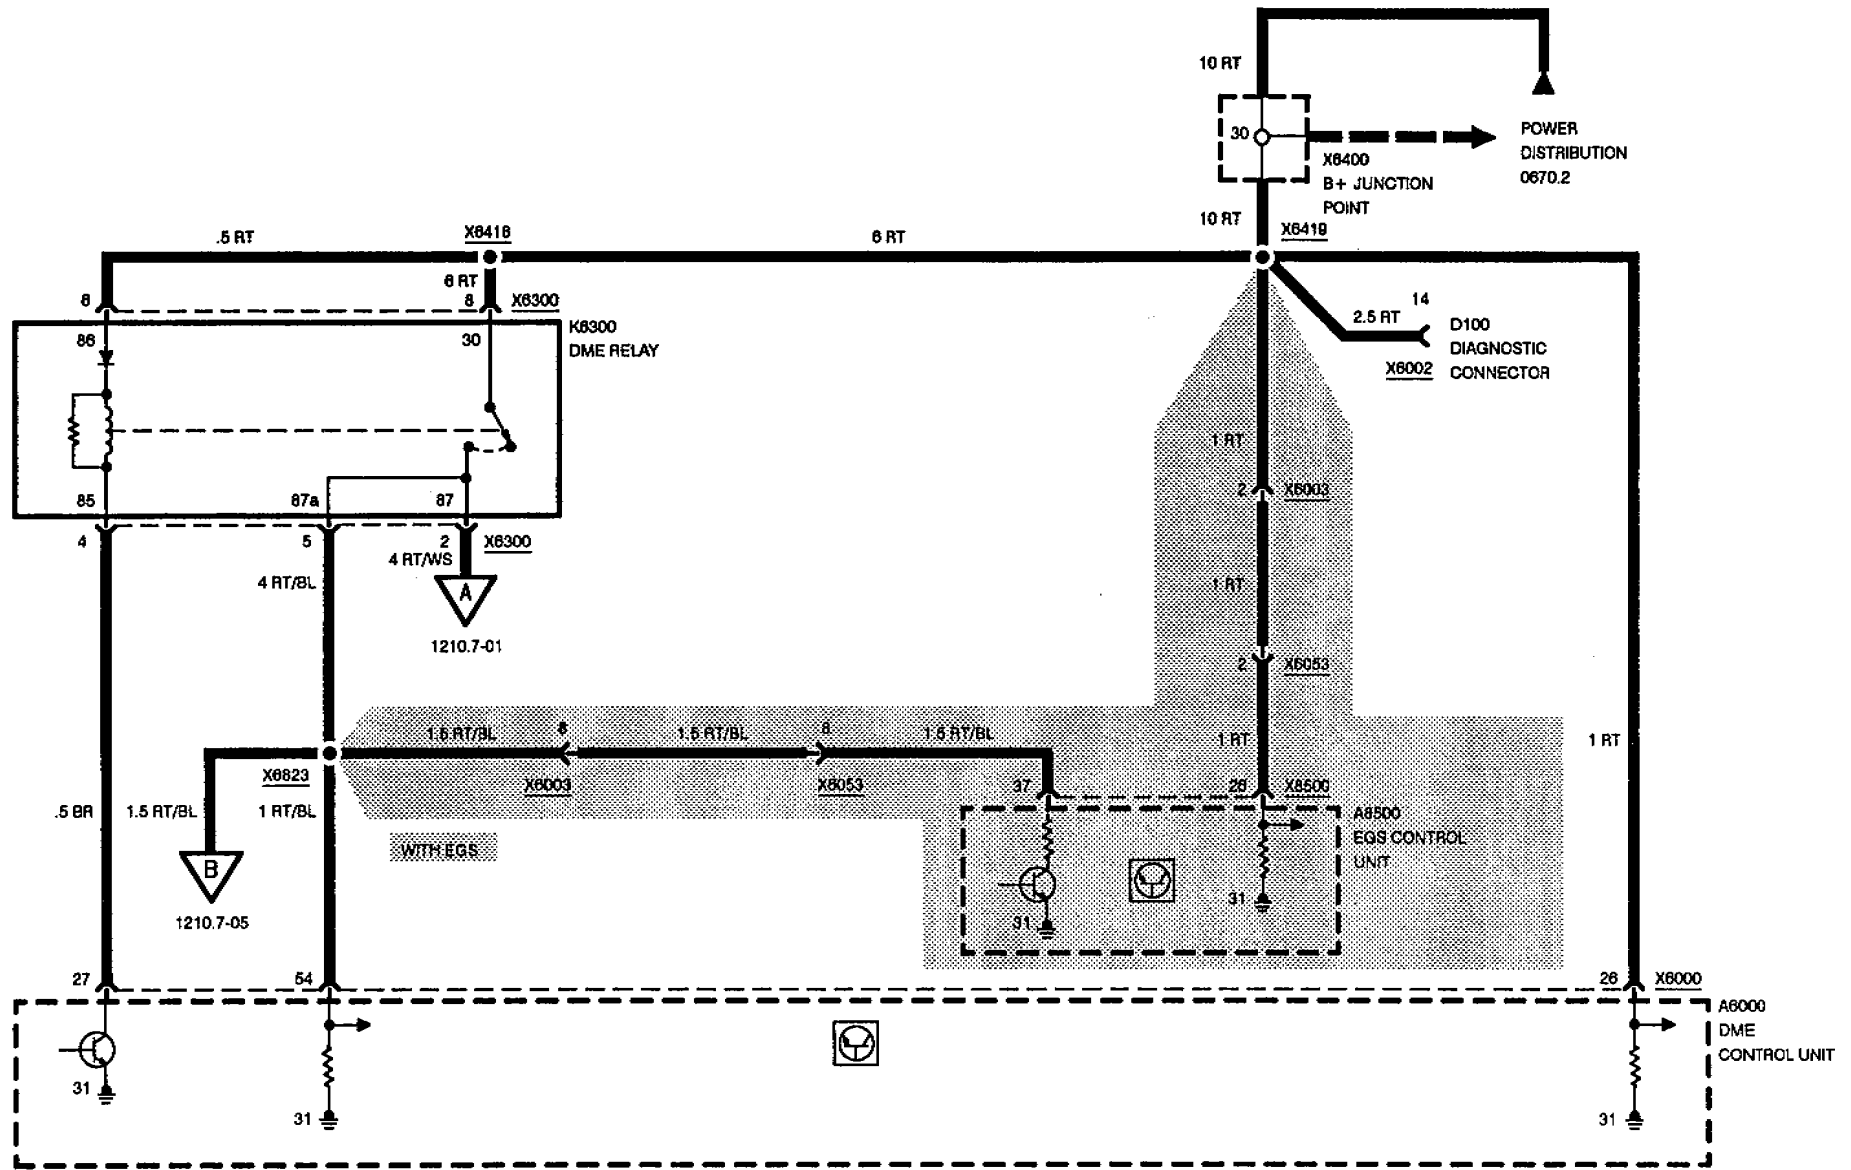 10 RT
30
X6400
B+ JUNCTION
POINT
POWER
DISTRIBUTION
0670.2
10 RT
X6419
.5 RT
X6416
6 RT
6 RT
6
8
X6300
K6300
DME RELAY
86
30
14
2.5 RT
D100
DIAGNOSTIC
CONNECTOR
X6002
1 RT
2
X6003
85
87a
87
4
5
2
X6300
4 RT/WS
4 RT/BL
A
1210.7-01
1 RT
2
X6053
1.5 RT/BL
8
1.5 RT/BL
8
1.5 RT/BL
1 RT
1 RT
X6823
X6003
X6053
37
28
X8500
.5 BR
1.5 RT/BL
1 RT/BL
A8500
EGS CONTROL
UNIT
WITH EGS
B
31
31
1210.7-05
27
54
26
X6000
A6000
DME
CONTROL UNIT
31
31
31